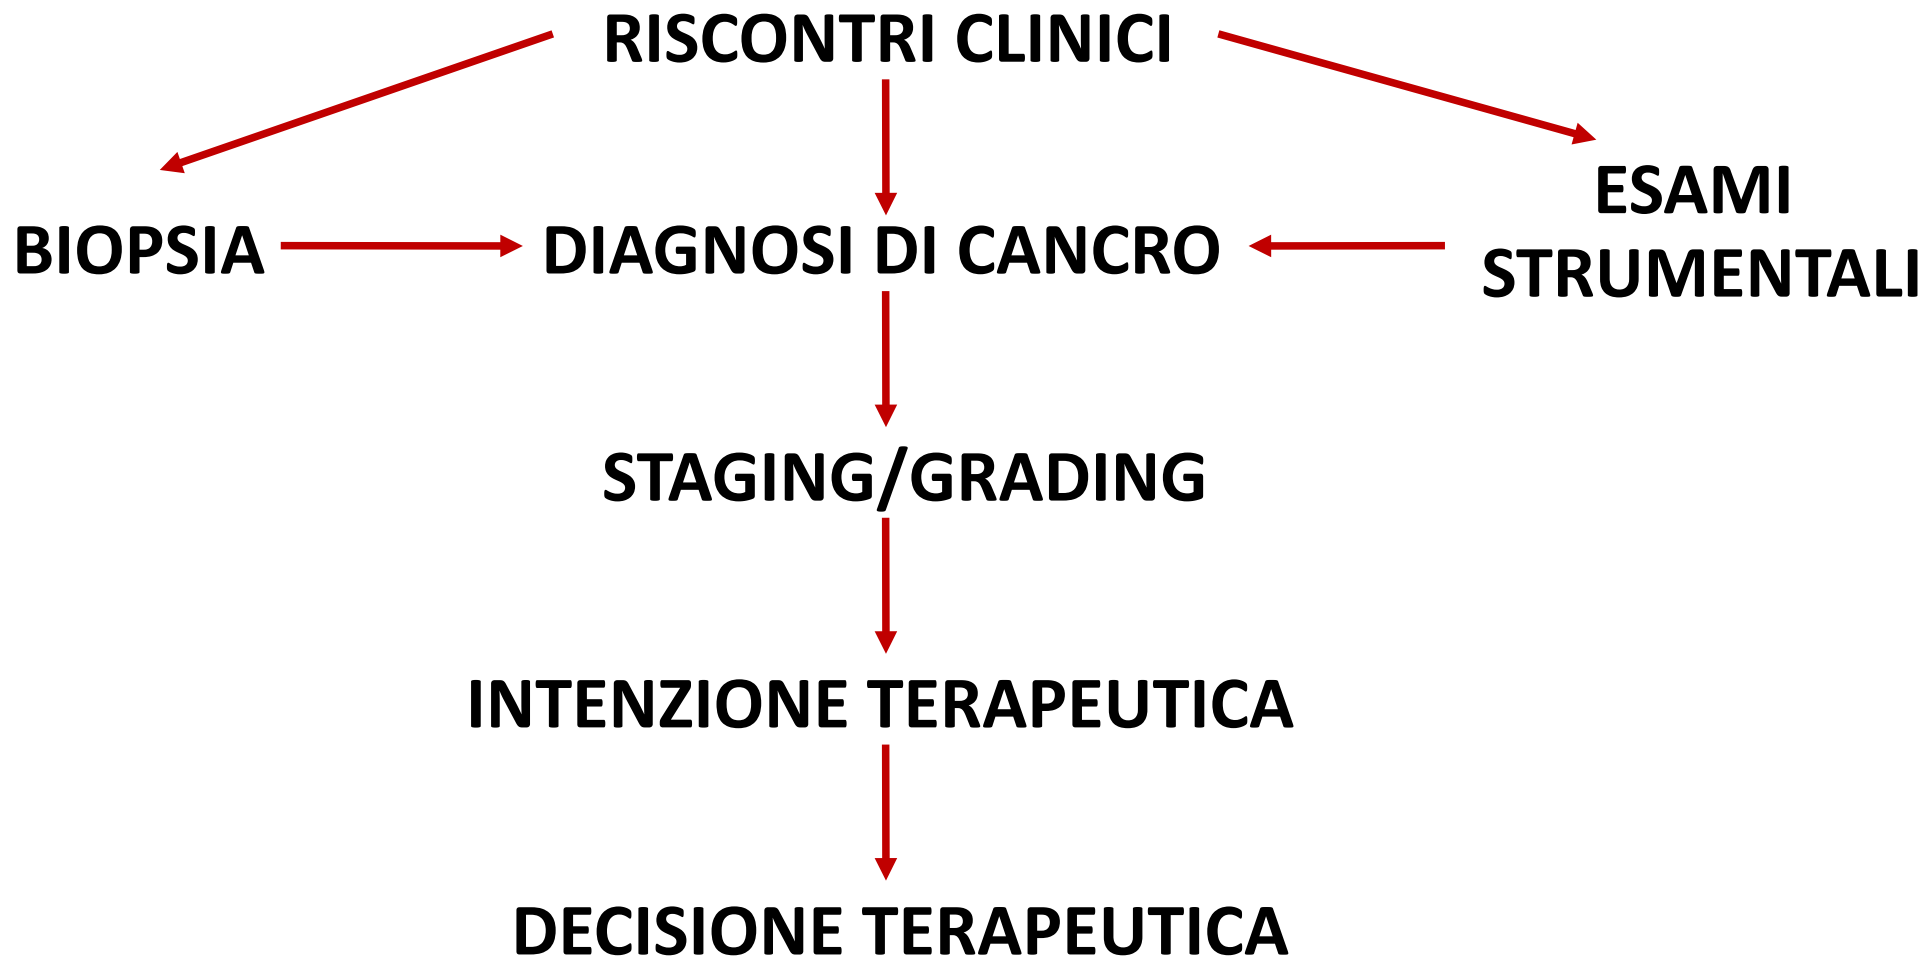 RISCONTRI CLINICI
BIOPSIA
DIAGNOSI DI CANCRO
ESAMI
STRUMENTALI
STAGING/GRADING
INTENZIONE TERAPEUTICA
DECISIONE TERAPEUTICA